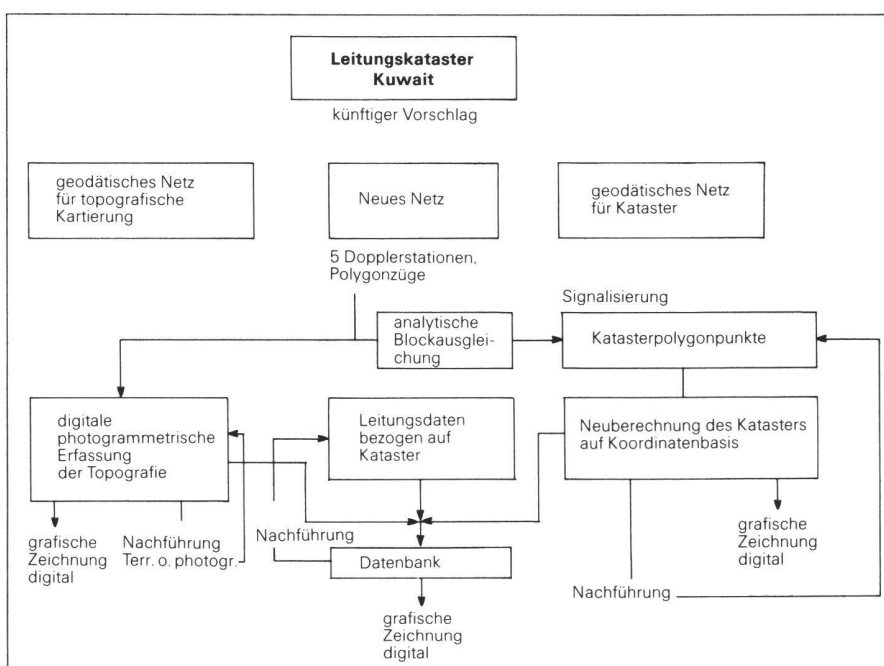 Leitungskataster
Kuwait
künftiger Vorschlag
geodätisches Netz
für topografische
Kartierung
Neues Netz
geodätisches Netz
für Kataster
5 Dopplerstationen,
Polygonzüge
Signalisierung
analytische
Blockausglei-
chung
Katasterpolygonpunkte
digitale
photogrammetrische
Erfassung
der Topografie
Leitungsdaten
bezogen auf
Kataster
Neuberechnung des Katasters
auf Koordinatenbasis
grafische
Zeichnung
digital
Nachführung
Terr. o. photogr.
Nachführung
Datenbank
grafische
Zeichnung
digital
Nachführung
grafische
Zeichnung
digital